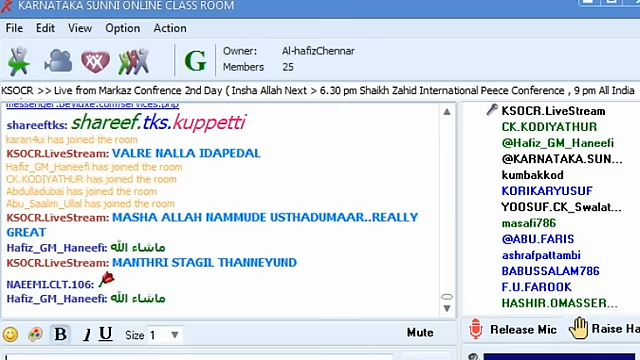 KARNATAKA SUNNI ONLINE CLASS ROOM
File Edit View Option Action
G
Owner: Al-hafizChennar
Members 25
KSOCR >> Live from Markaz Confrence 2nd Day ( Insha Allah Next > 6.30 pm Shaikh Zahid International Peece Conference , 9 pm All India
messenger.beyluxe.com/services.php
shareeftks: shareef.tks.kuppetti
karan4ui has joined the room
KSOCR.LiveStream: VALRE NALLA IDAPEDAL
Hafiz_GM_Haneefi has joined the room
CK.KODIYATHUR has joined the room
Abdulladubai has joined the room
Abu_Saalim_Ullal has joined the room
KSOCR.LiveStream: MASHA ALLAH NAMMUDE USTHADUMAAR..REALLY
GREAT
Hafiz_GM_Haneefi: ماشاء الله
KSOCR.LiveStream: MANTHRI STAGIL THANNEYUND
NAEEMI.CLT.106:
Hafiz_GM_Haneefi: ماشاء الله
KSOCR.LiveStream
CK.KODIYATHUR
@Hafiz_GM_Haneefi
@KARNATAKA.SUN...
kumbakkod
KORIKARYUSUF
YOOSUF.CK_Swalat...
masafi786
@ABU.FARIS
ashrafpattambi
BABUSSALAM786
F.U.FAROOK
HASHIR.OMASSER...
B I U Size 1 Mute
Release Mic Raise Ha